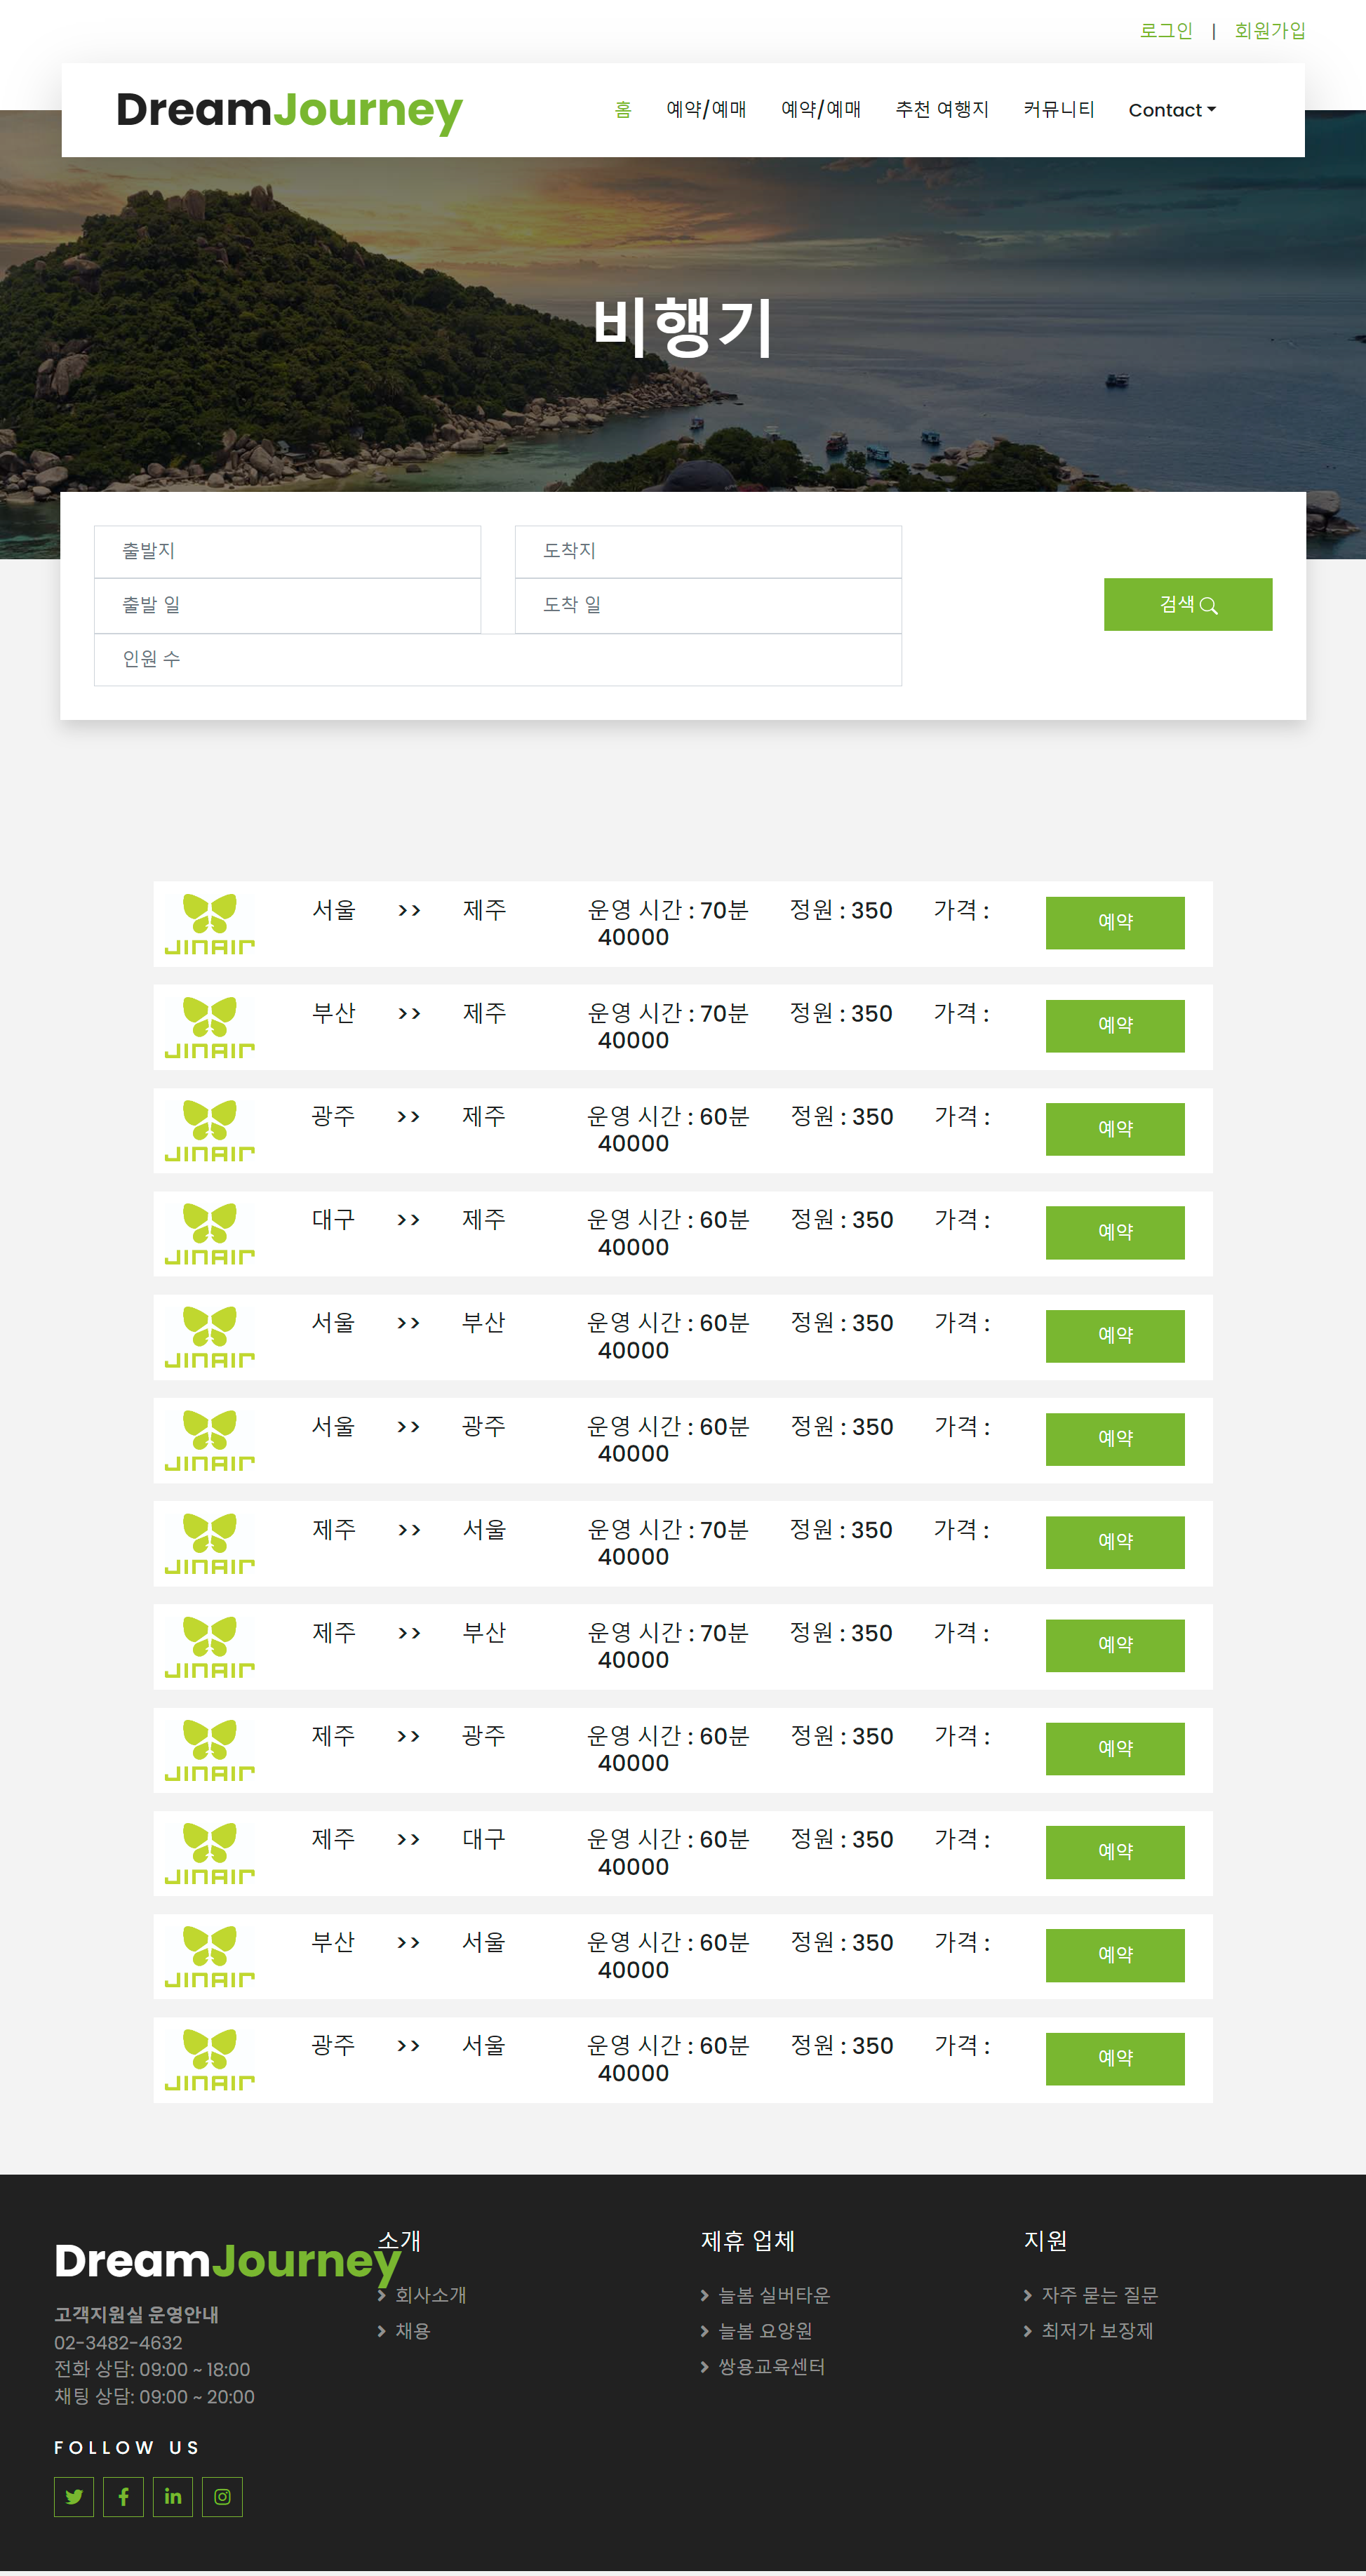 로그인 | 회원가입
DreamJourney 홈 예약/예매 예약/예매 추천 여행지 커뮤니티 Contact
비행기
출발지 도착지
출발 일 도착 일
검색
인원 수
JINAIR 서울 >> 제주 운영 시간 : 70분 정원 : 350 가격 :
40000
예약
JINAIR 부산 >> 제주 운영 시간 : 70분 정원 : 350 가격 :
40000
예약
JINAIR 광주 >> 제주 운영 시간 : 60분 정원 : 350 가격 :
40000
예약
JINAIR 대구 >> 제주 운영 시간 : 60분 정원 : 350 가격 :
40000
예약
JINAIR 서울 >> 부산 운영 시간 : 60분 정원 : 350 가격 :
40000
예약
JINAIR 서울 >> 광주 운영 시간 : 60분 정원 : 350 가격 :
40000
예약
JINAIR 제주 >> 서울 운영 시간 : 70분 정원 : 350 가격 :
40000
예약
JINAIR 제주 >> 부산 운영 시간 : 70분 정원 : 350 가격 :
40000
예약
JINAIR 제주 >> 광주 운영 시간 : 60분 정원 : 350 가격 :
40000
예약
JINAIR 제주 >> 대구 운영 시간 : 60분 정원 : 350 가격 :
40000
예약
JINAIR 부산 >> 서울 운영 시간 : 60분 정원 : 350 가격 :
40000
예약
JINAIR 광주 >> 서울 운영 시간 : 60분 정원 : 350 가격 :
40000
예약
DreamJourney
고객지원실 운영안내
02-3482-4632
전화 상담: 09:00 ~ 18:00
채팅 상담: 09:00 ~ 20:00
FOLLOW US
소개
회사소개
채용
제휴 업체
늘봄 실버타운
늘봄 요양원
쌍용교육센터
지원
자주 묻는 질문
최저가 보장제